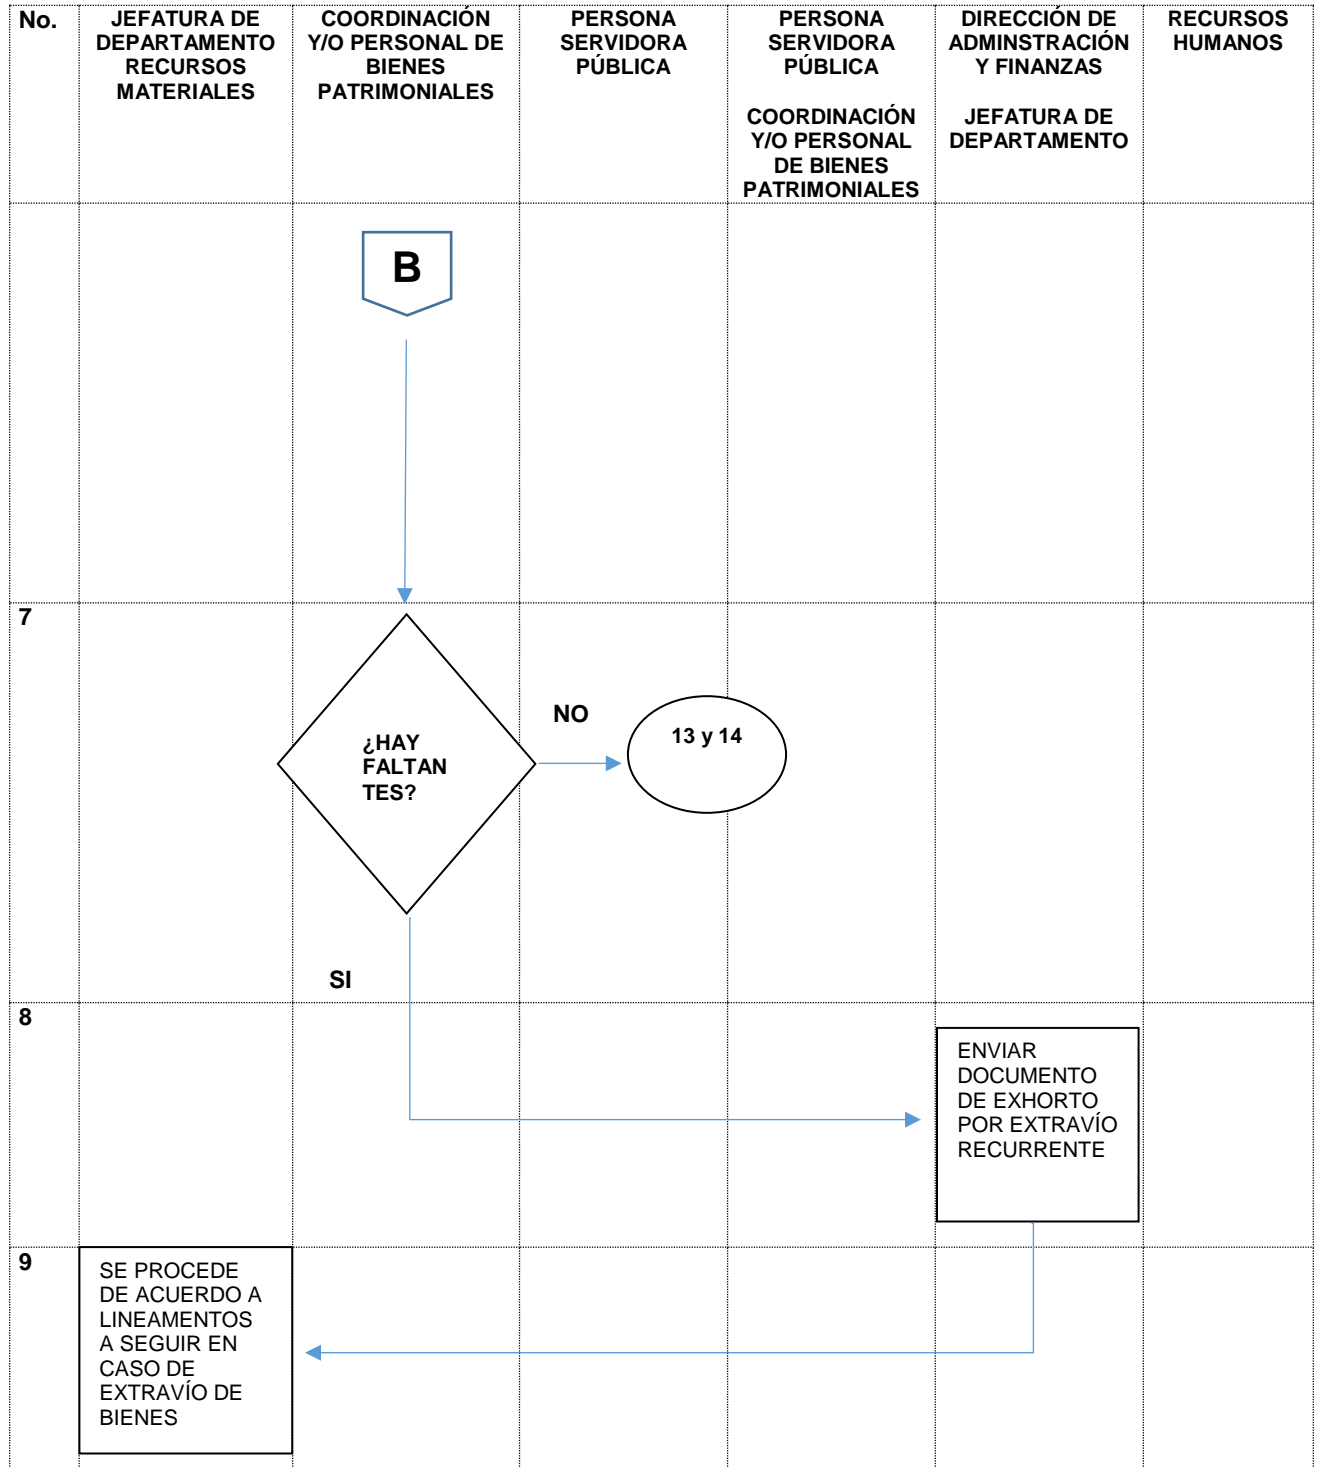 No.
JEFATURA DE
DEPARTAMENTO
RECURSOS
MATERIALES
COORDINACIÓN
Y/O PERSONAL DE
BIENES
PATRIMONIALES
PERSONA
SERVIDORA
PÚBLICA
PERSONA
SERVIDORA
PÚBLICA
COORDINACIÓN
Y/O PERSONAL
DE BIENES
PATRIMONIALES
DIRECCIÓN DE
ADMINSTRACIÓN
Y FINANZAS
JEFATURA DE
DEPARTAMENTO
RECURSOS
HUMANOS
B
7
¿HAY
FALTAN
TES?
NO
13 y 14
SI
8
ENVIAR
DOCUMENTO
DE EXHORTO
POR EXTRAVÍO
RECURRENTE
9
SE PROCEDE
DE ACUERDO A
LINEAMENTOS
A SEGUIR EN
CASO DE
EXTRAVÍO DE
BIENES